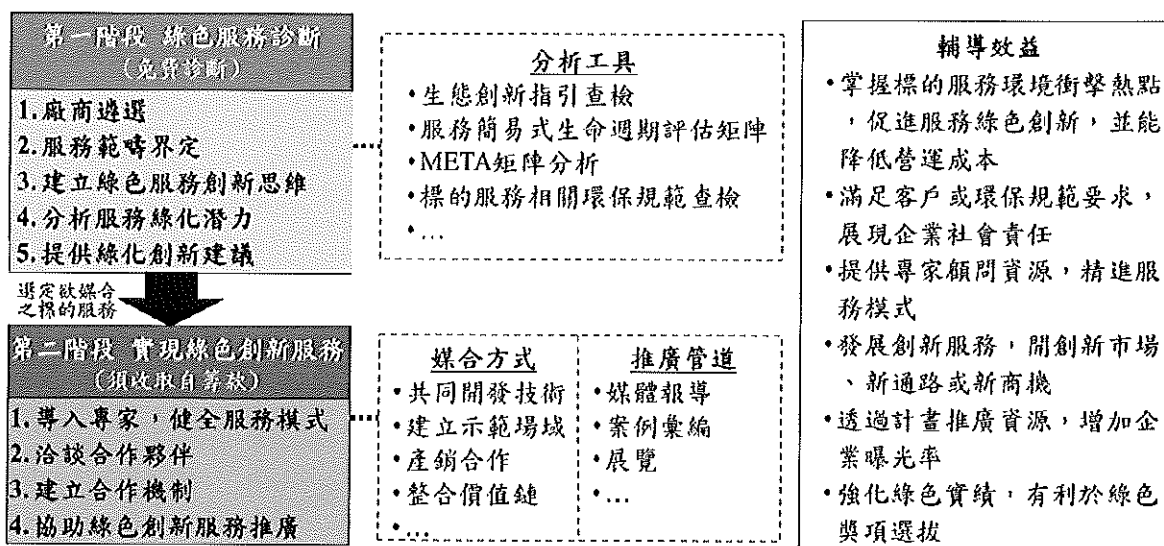 第一階段 綠色服務診斷
(免費診斷)
1.廠商遴選
2.服務範疇界定
3.建立綠色服務創新思維
4.分析服務綠化潛力
5.提供綠化創新建議
分析工具
•生態創新指引查檢
•服務簡易式生命週期評估矩陣
•META矩陣分析
•標的服務相關環保規範查檢
•...
選定欲媒合
之標的服務
第二階段 實現綠色創新服務
(須收取自籌款)
1.導入專家，健全服務模式
2.洽談合作夥伴
3.建立合作機制
4.協助綠色創新服務推廣
媒合方式
•共同開發技術
•建立示範場域
•產銷合作
•整合價值鏈
•...
推廣管道
•媒體報導
•案例彙編
•展覽
•...
輔導效益
•掌握標的服務環境衝擊熱點
，促進服務綠色創新，並能
降低營運成本
•滿足客戶或環保規範要求，
展現企業社會責任
•提供專家顧問資源，精進服
務模式
•發展創新服務，開創新市場
、新通路或新商機
•透過計畫推廣資源，增加企
業曝光率
•強化綠色實績，有利於綠色
獎項選拔